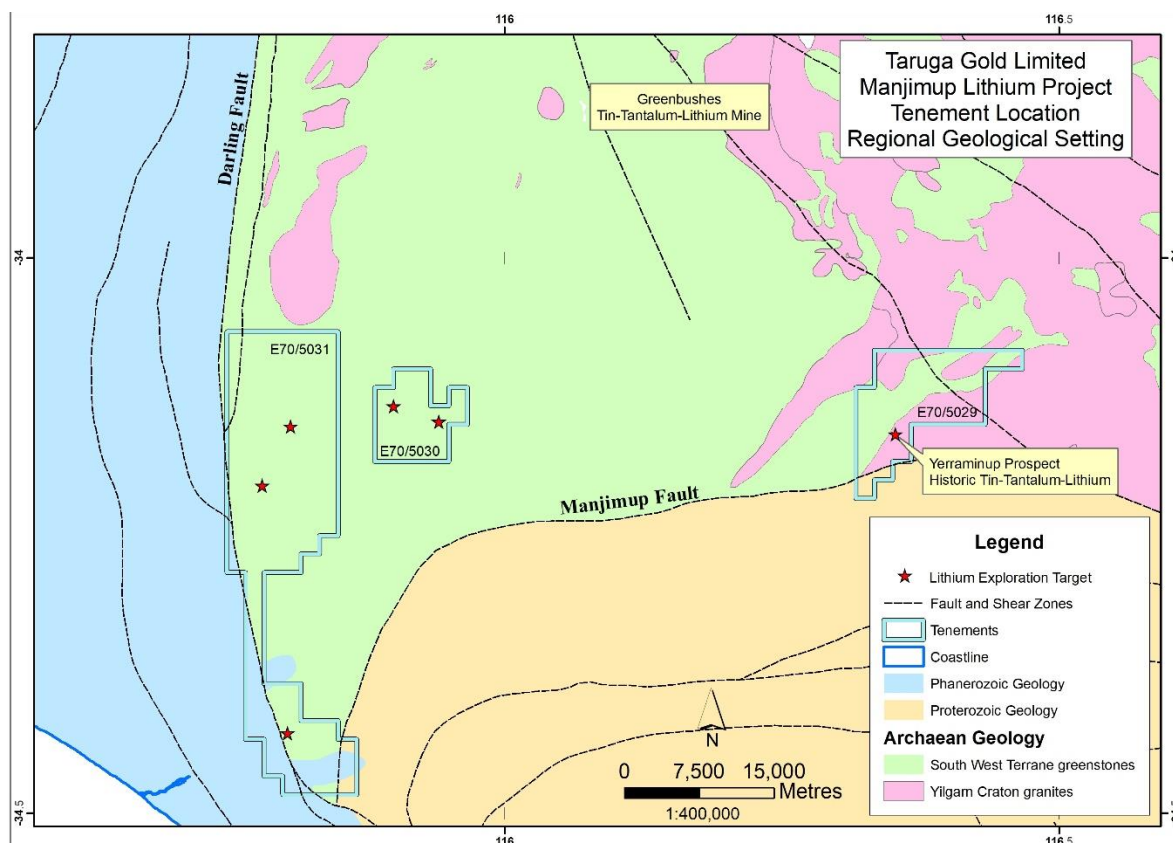 116
116.5
Taruga Gold Limited
Manjimup Lithium Project
Tenement Location
Regional Geological Setting
Greenbushes
Tin-Tantalum-Lithium Mine
Darling Fault
-34
E70/5031
E70/5030
E70/5029
Yerraminup Prospect
Historic Tin-Tantalum-Lithium
Manjimup Fault
Legend
Lithium Exploration Target
Fault and Shear Zones
Tenements
Coastline
Phanerozoic Geology
Proterozoic Geology
Archaean Geology
South West Terrane greenstones
Yilgarn Craton granites
N
0 7,500 15,000
Metres
1:400,000
-34.5
116
116.5